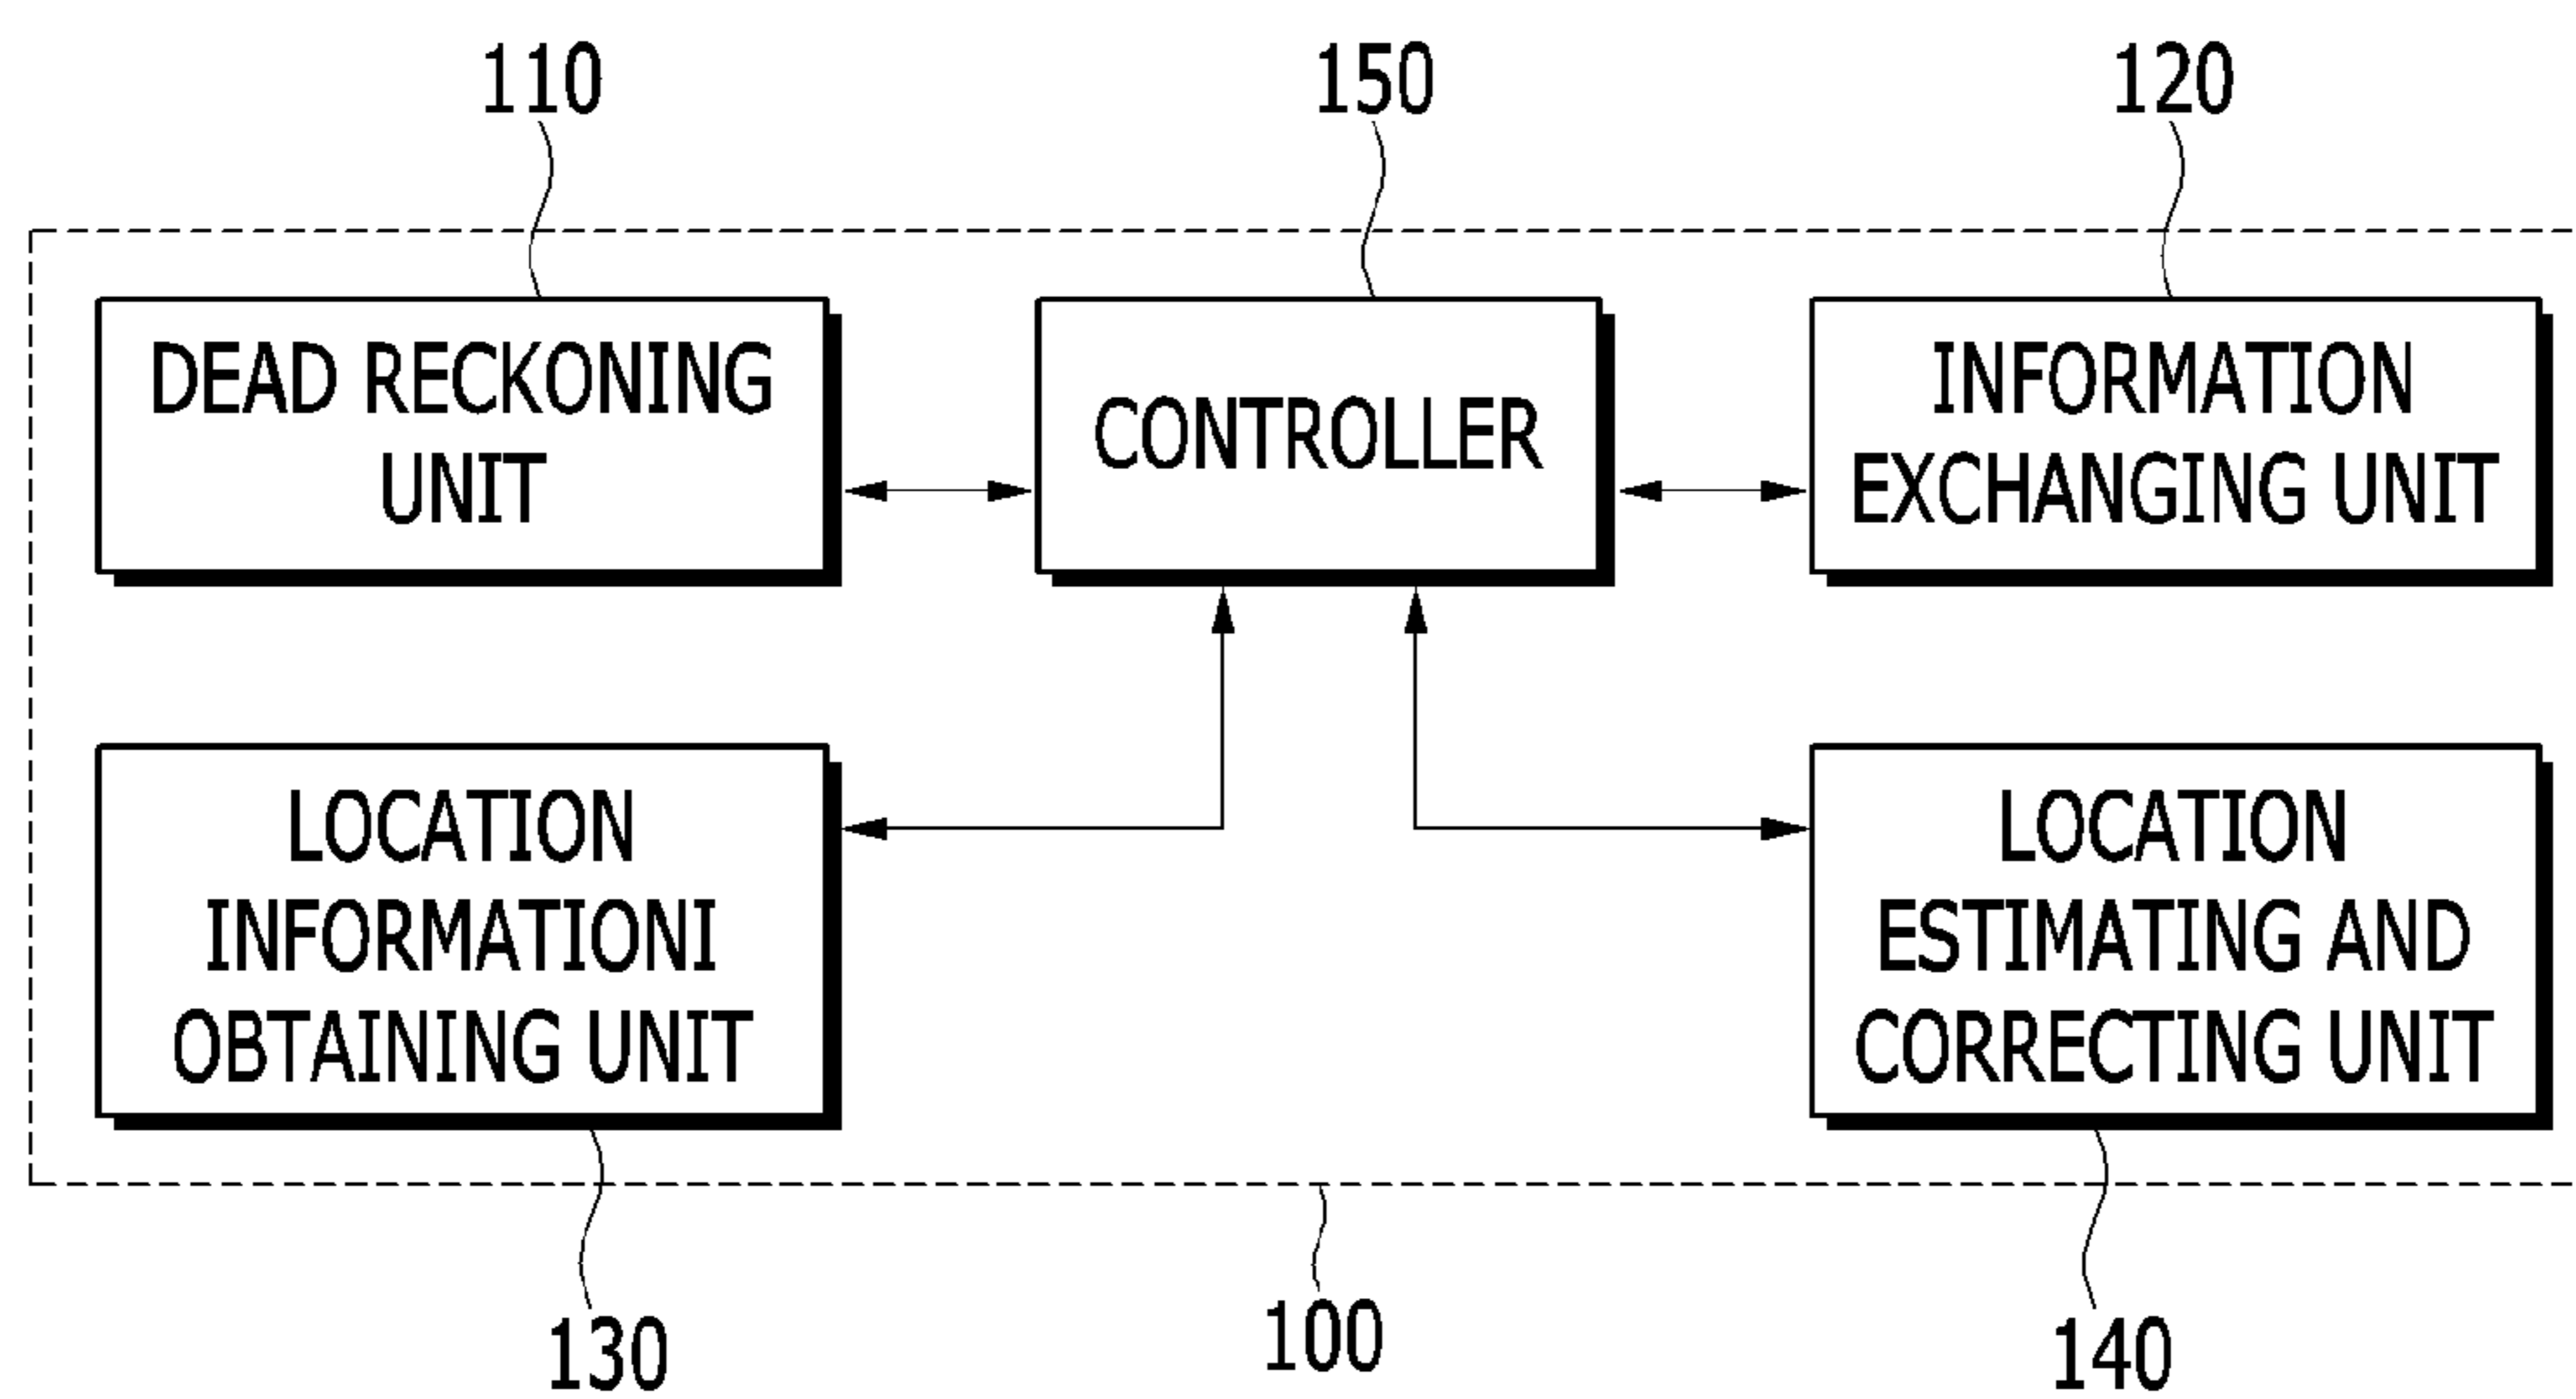 110
150
120
DEAD RECKONING
UNIT
CONTROLLER
INFORMATION
EXCHANGING UNIT
LOCATION
INFORMATIONI
OBTAINING UNIT
LOCATION
ESTIMATING AND
CORRECTING UNIT
130
100
140